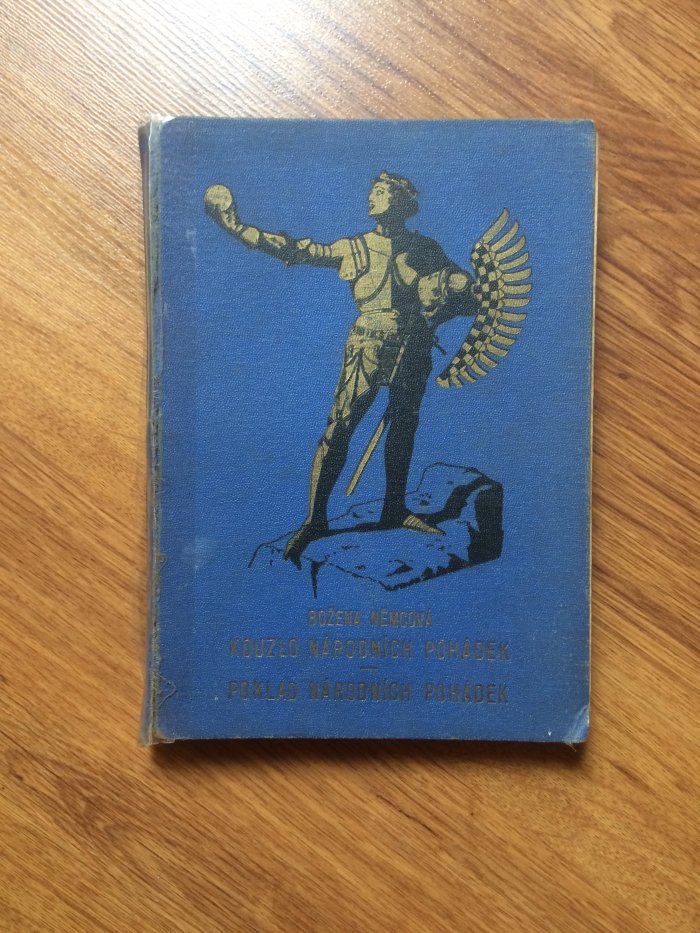 BOŽENA NĚMCOVÁ
KOUZLO NÁRODNÍCH POHÁDEK
POKLAD NÁRODNÍCH POHÁDEK